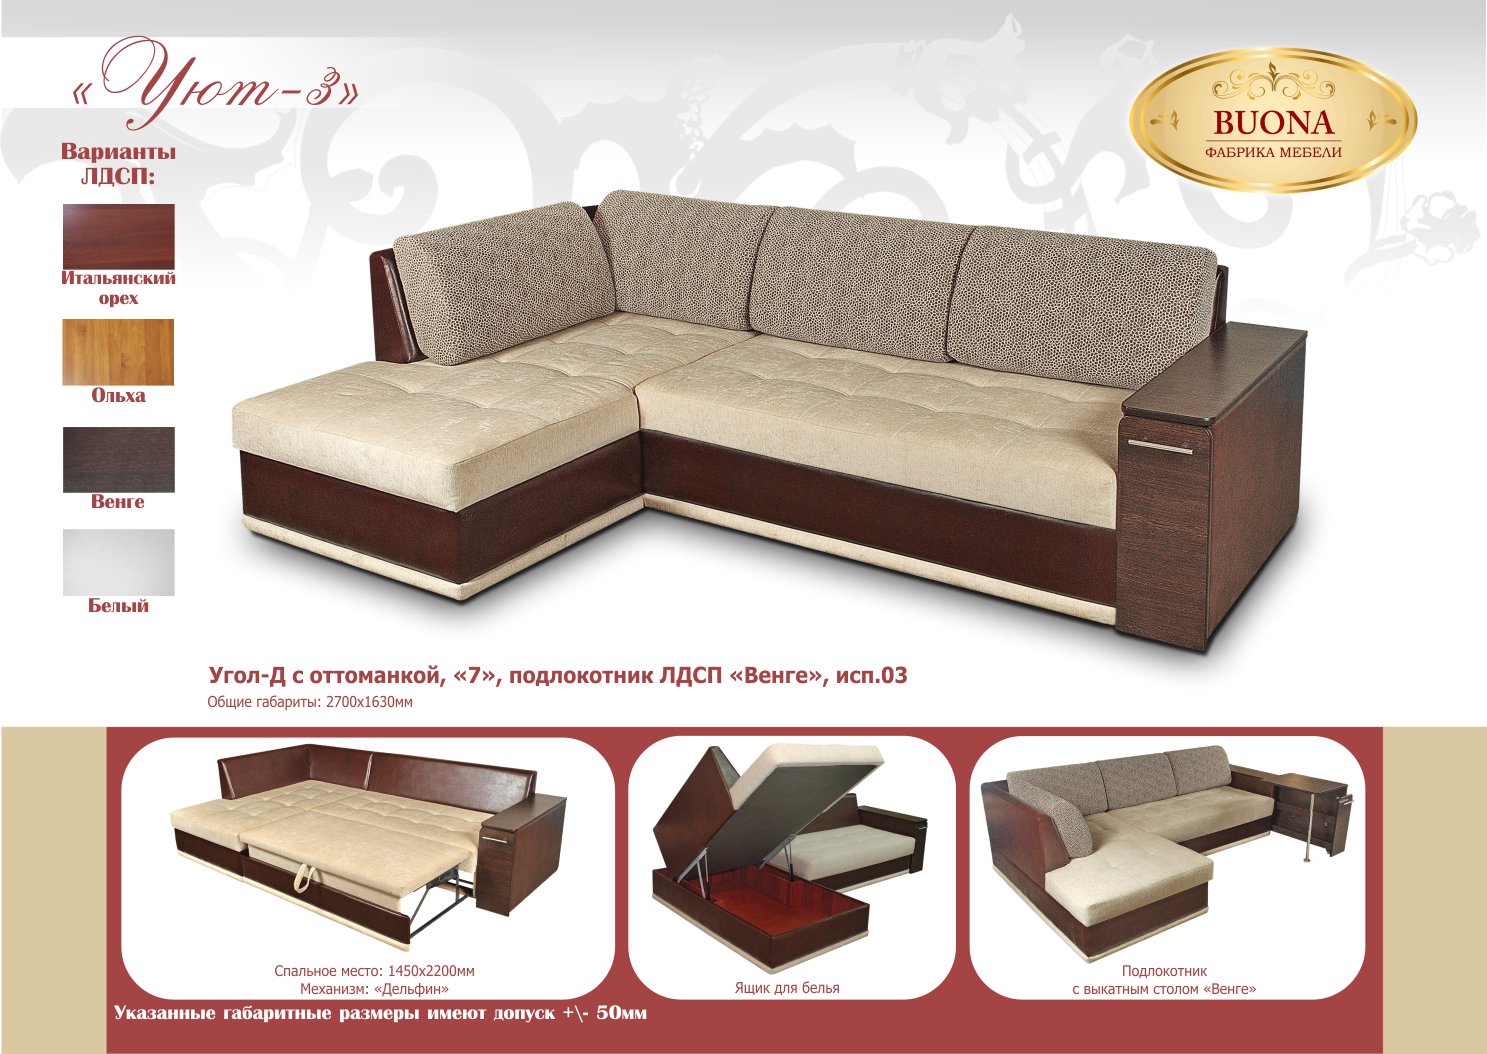 «Уют-3»
BUONA
ФАБРИКА МЕБЕЛИ
Варианты
ЛДСП:
Итальянский
орех
Ольха
Венге
Белый
Угол-Д с оттоманкой, «7», подлокотник ЛДСП «Венге», исп.03
Общие габариты: 2700х1630мм
Спальное место: 1450х2200мм
Механизм: «Дельфин»
Ящик для белья
Подлокотник
с выкатным столом «Венге»
Указанные габаритные размеры имеют допуск +\- 50мм